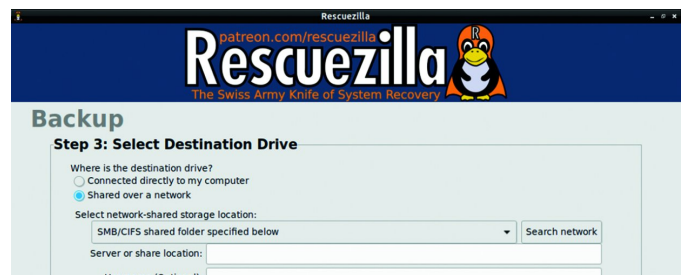 Rescuezilla
patreon.com/rescuezilla
R
Rescuezilla
The Swiss Army Knife of System Recovery
Backup
Step 3: Select Destination Drive
Where is the destination drive?
Connected directly to my computer
Shared over a network
Select network-shared storage location:
SMB/CIFS shared folder specified below
Search network
Server or share location: